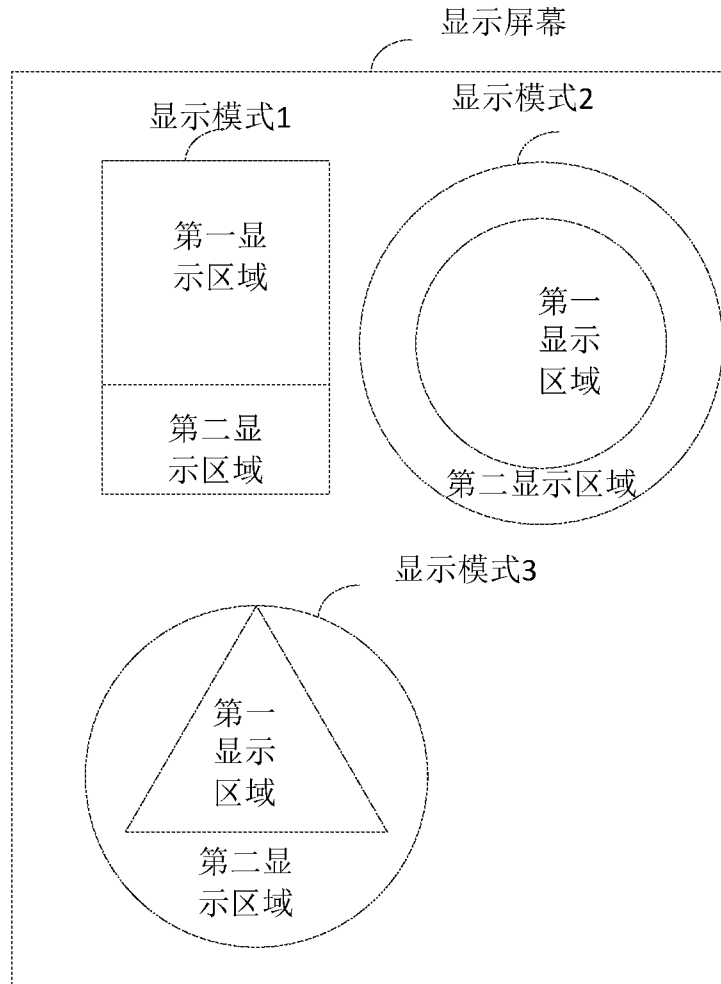 显示屏幕
显示模式1
显示模式2
第一显
示区域
第二显
示区域
第一
显示
区域
第二显示区域
显示模式3
第一
显示
区域
第二显
示区域